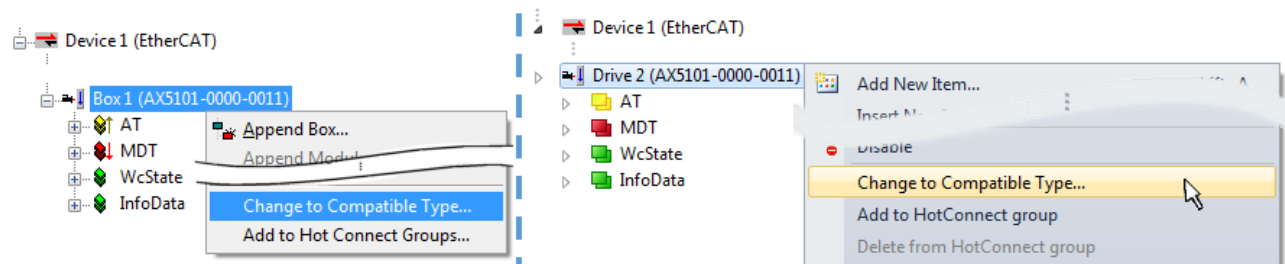 Device 1 (EtherCAT)
Box 1 (AX5101-0000-0011)
AT
MDT
WcState
InfoData
Append Box...
Append Modul
Change to Compatible Type...
Add to Hot Connect Groups...
Device 1 (EtherCAT)
Drive 2 (AX5101-0000-0011)
AT
MDT
WcState
InfoData
Add New Item...
Insert
Disable
Change to Compatible Type...
Add to HotConnect group
Delete from HotConnect group